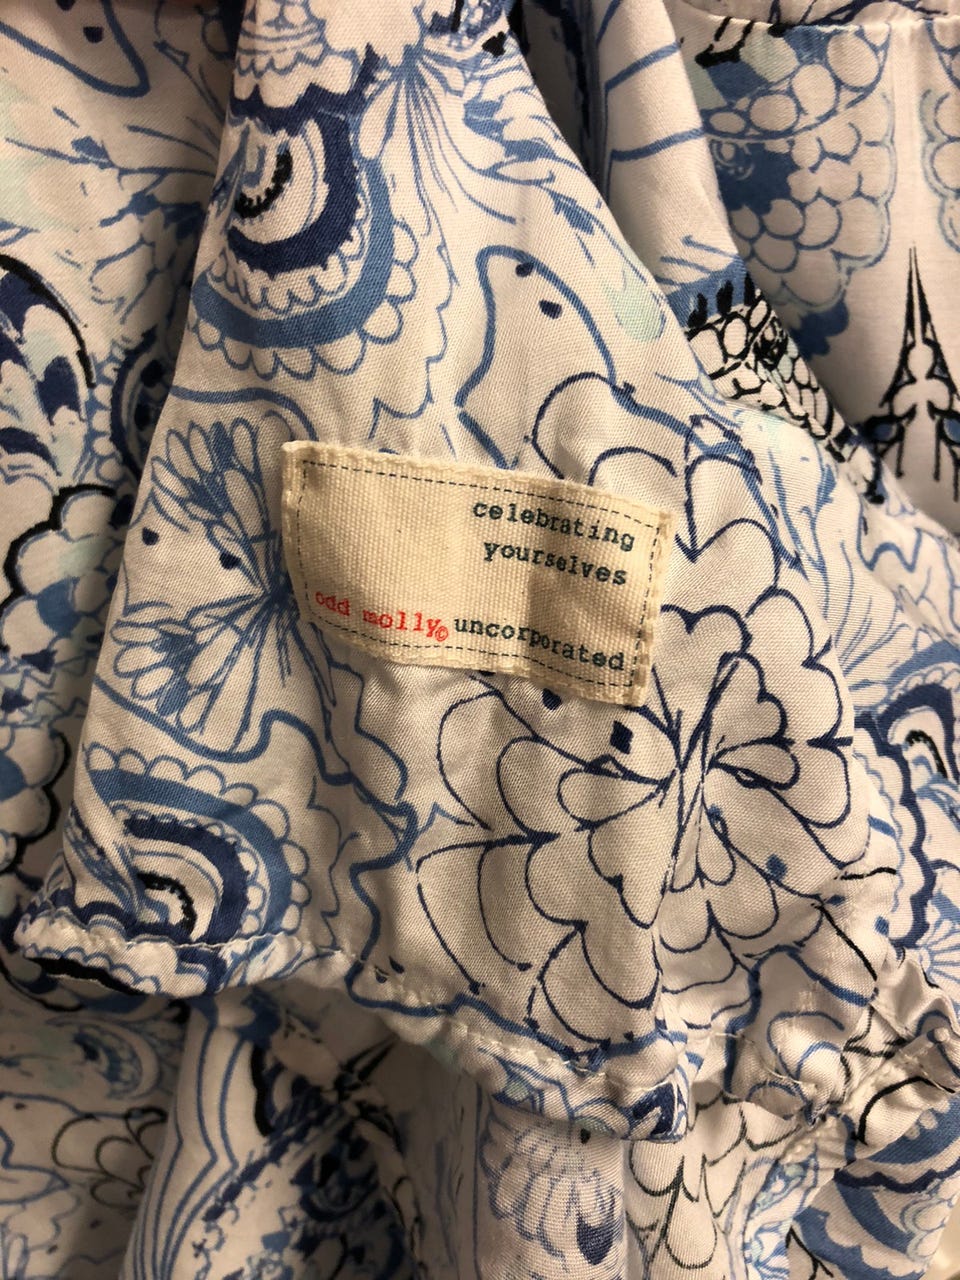 celebrating
yourselves
odd molly© uncorporated